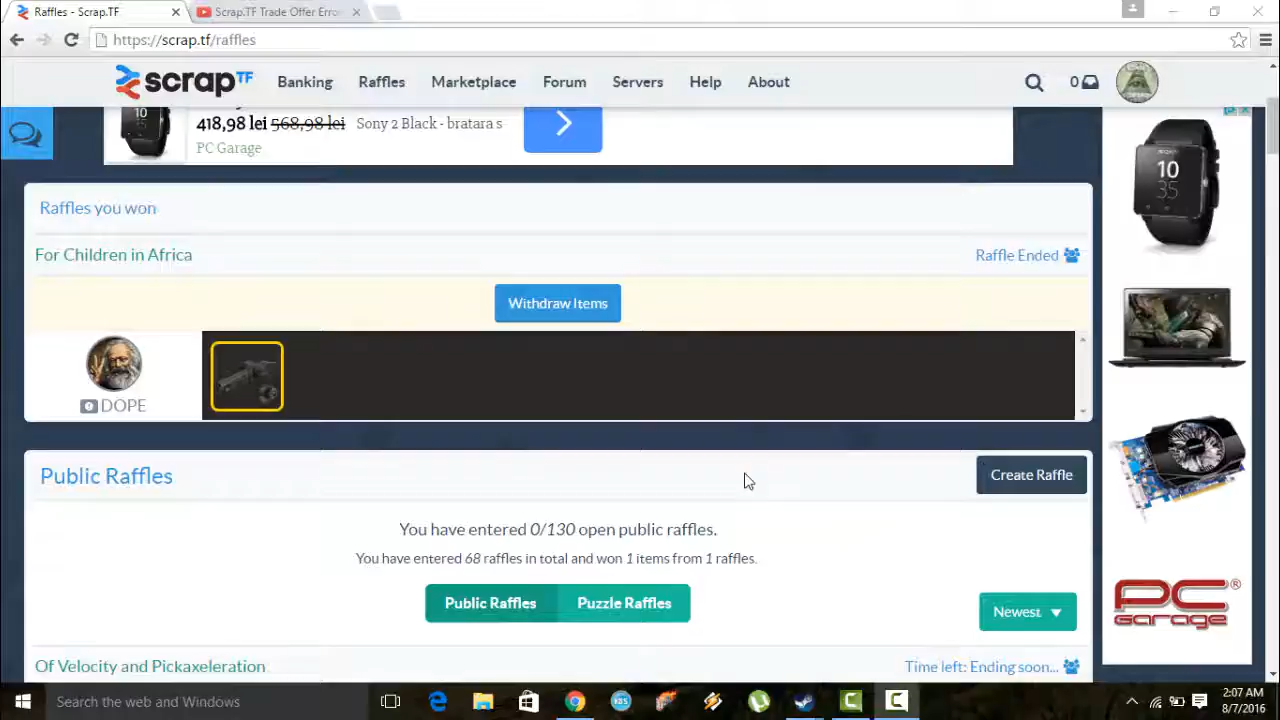 Raffles - Scrap.TF
Scrap.TF Trade Offer Erro
https://scrap.tf/raffles
scrapTF
Banking
Raffles
Marketplace
Forum
Servers
Help
About
0
418,98 lei 568,98 lei
Sony 2 Black - bratara s
PC Garage
10
10
35
Raffles you won
For Children in Africa
Raffle Ended
Withdraw Items
DOPE
Public Raffles
Create Raffle
You have entered 0/130 open public raffles.
You have entered 68 raffles in total and won 1 items from 1 raffles.
Public Raffles
Puzzle Raffles
Newest
PC
Garage
Of Velocity and Pickaxeleration
Time left: Ending soon...
Search the web and Windows
2:07 AM
8/7/2016